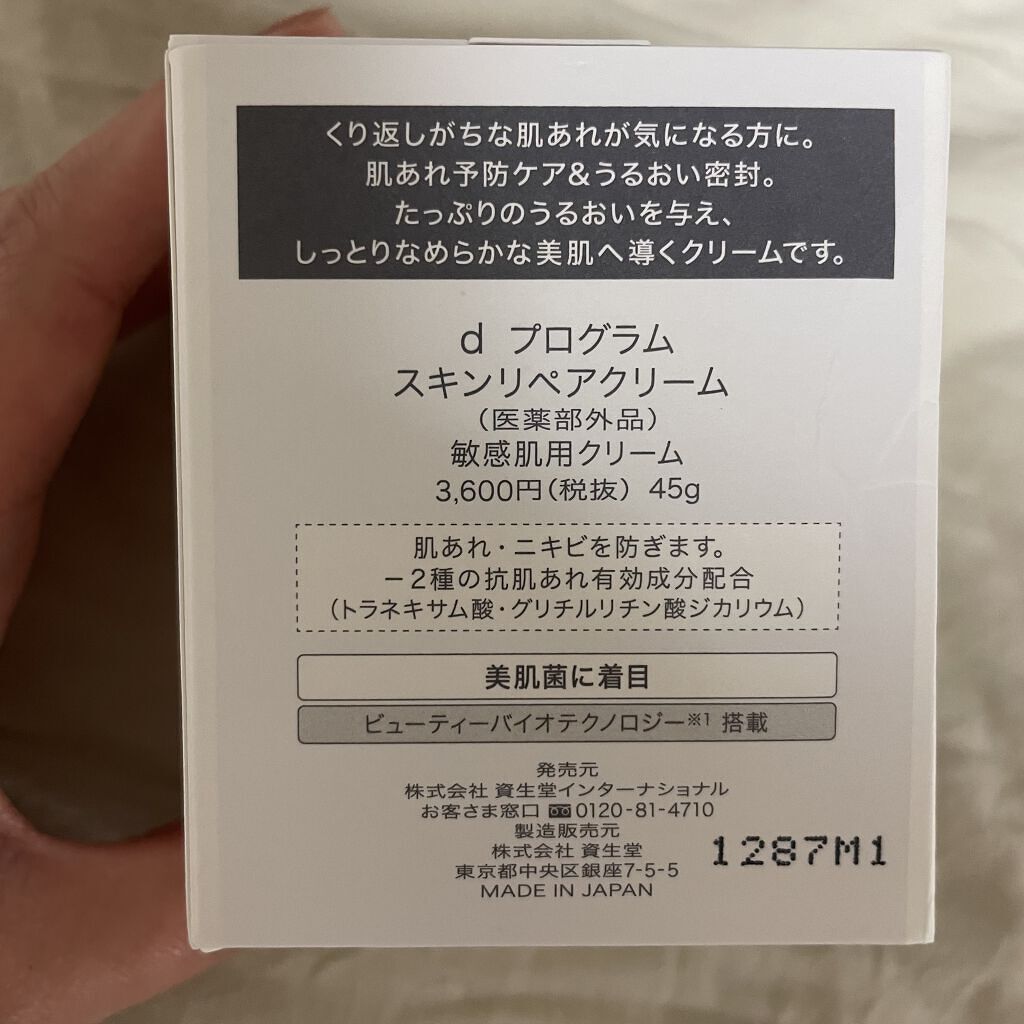 くり返しがちな肌あれが気になる方に。
肌あれ予防ケア&うるおい密封。
たっぷりのうるおいを与え、
しっとりなめらかな美肌へ導くクリームです。
d プログラム
スキンリペアクリーム
(医薬部外品)
敏感肌用クリーム
3,600円(税抜) 45g
肌あれ・ニキビを防ぎます。
−2種の抗肌あれ有効成分配合
(トラネキサム酸・グリチルリチン酸ジカリウム)
美肌菌に着目
ビューティーバイオテクノロジー※1 搭載
発売元
株式会社 資生堂インターナショナル
お客さま窓口 0120-81-4710
製造販売元
株式会社 資生堂
東京都中央区銀座7-5-5
MADE IN JAPAN
1287M1